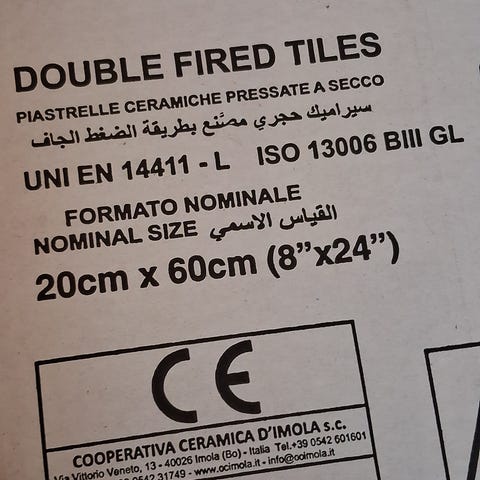 DOUBLE FIRED TILES
PIASTRELLE CERAMICHE PRESSATE A SECCO
سيراميك حجري مصنّع بطريقة الضغط الجاف
UNI EN 14411 - L ISO 13006 BIII GL
FORMATO NOMINALE
NOMINAL SIZE القياس الاسمي
20cm x 60cm (8”x24”)
CE
COOPERATIVA CERAMICA D'IMOLA s.c.
Via Vittorio Veneto, 13 - 40026 Imola (Bo) - Italia Tel.+39 0542 601601
0542 31749 - www.ccimola.it - info@ccimola.it